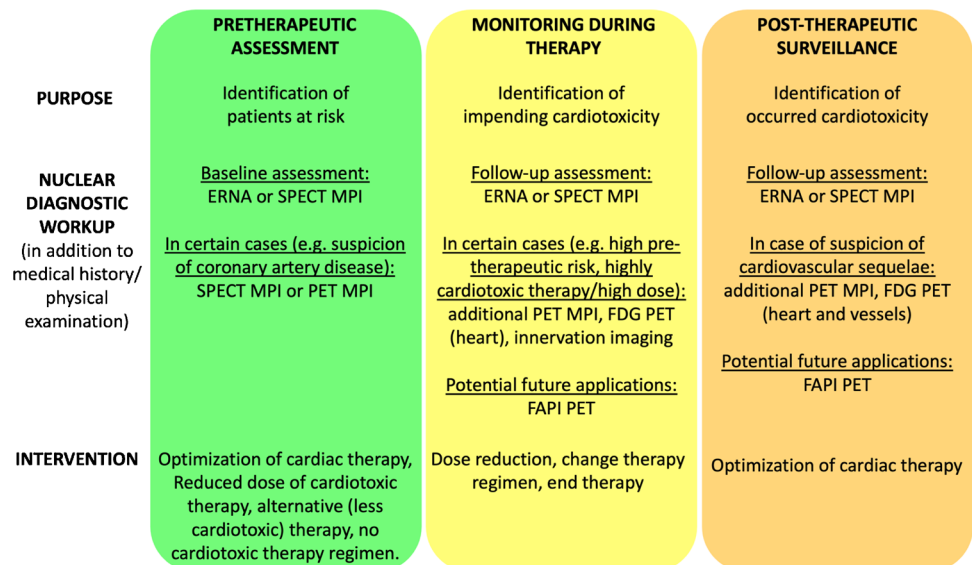 PRETHERAPEUTIC
ASSESSMENT
MONITORING DURING
THERAPY
POST-THERAPEUTIC
SURVEILLANCE
PURPOSE
Identification of
patients at risk
Identification of
impending cardiotoxicity
Identification of
occurred cardiotoxicity
NUCLEAR
DIAGNOSTIC
WORKUP
(in addition to
medical history/
physical
examination)
Baseline assessment:
ERNA or SPECT MPI
In certain cases (e.g. suspicion
of coronary artery disease):
SPECT MPI or PET MPI
Follow-up assessment:
ERNA or SPECT MPI
In certain cases (e.g. high pre-
therapeutic risk, highly
cardiotoxic therapy/high dose):
additional PET MPI, FDG PET
(heart), innervation imaging
Potential future applications:
FAPI PET
Follow-up assessment:
ERNA or SPECT MPI
In case of suspicion of
cardiovascular sequelae:
additional PET MPI, FDG PET
(heart and vessels)
Potential future applications:
FAPI PET
INTERVENTION
Optimization of cardiac therapy,
Reduced dose of cardiotoxic
therapy, alternative (less
cardiotoxic) therapy, no
cardiotoxic therapy regimen.
Dose reduction, change therapy
regimen, end therapy
Optimization of cardiac therapy